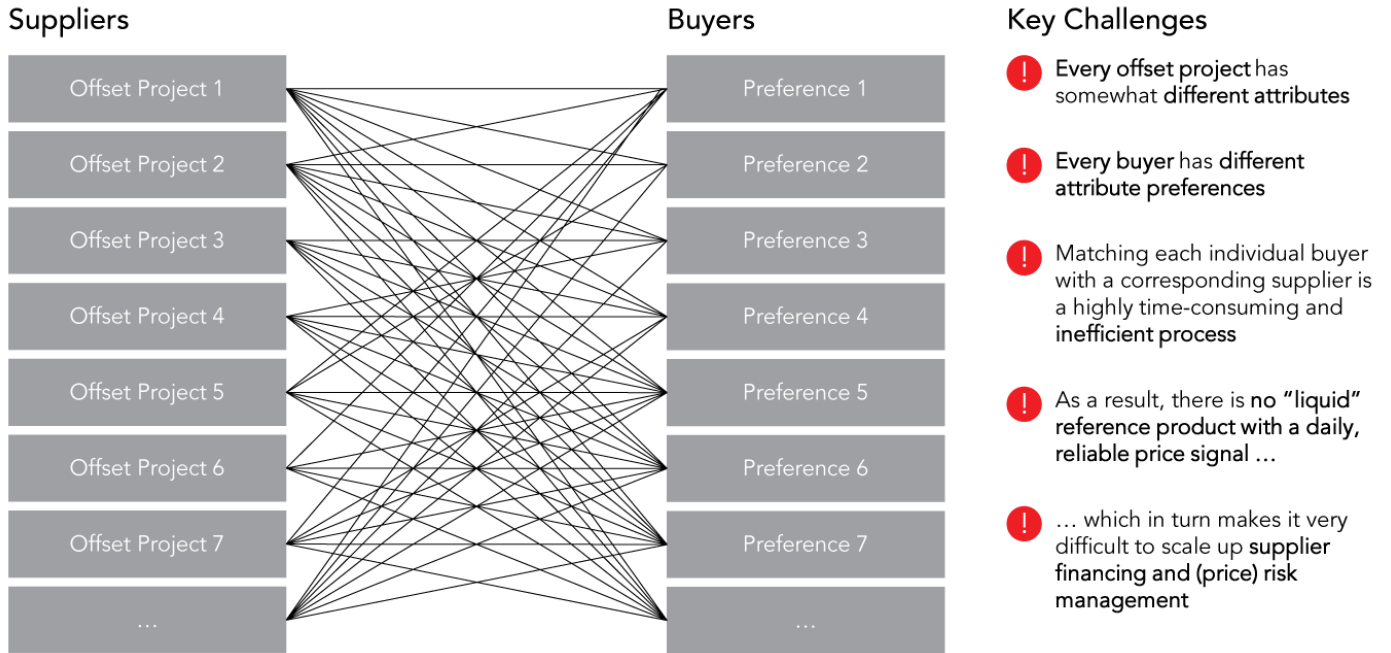 Suppliers
Offset Project 1
Offset Project 2
Offset Project 3
Offset Project 4
Offset Project 5
Offset Project 6
Offset Project 7
...
Buyers
Preference 1
Preference 2
Preference 3
Preference 4
Preference 5
Preference 6
Preference 7
...
Key Challenges
! Every offset project has
somewhat different attributes
! Every buyer has different
attribute preferences
! Matching each individual buyer
with a corresponding supplier is
a highly time-consuming and
inefficient process
! As a result, there is no “liquid”
reference product with a daily,
reliable price signal ...
! ... which in turn makes it very
difficult to scale up supplier
financing and (price) risk
management